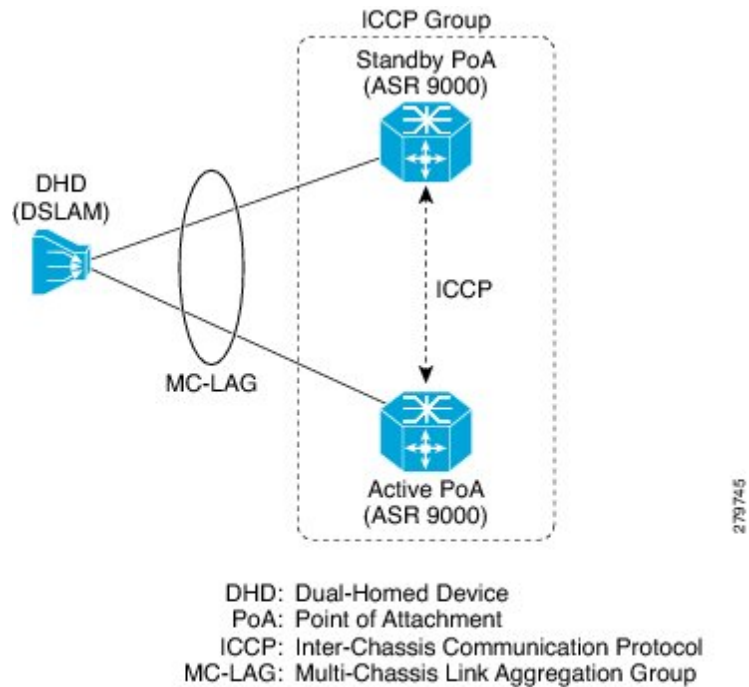 ICCP Group
Standby PoA
(ASR 9000)
DHD
(DSLAM)
ICCP
MC-LAG
Active PoA
(ASR 9000)
279745
DHD: Dual-Homed Device
PoA: Point of Attachment
ICCP: Inter-Chassis Communication Protocol
MC-LAG: Multi-Chassis Link Aggregation Group